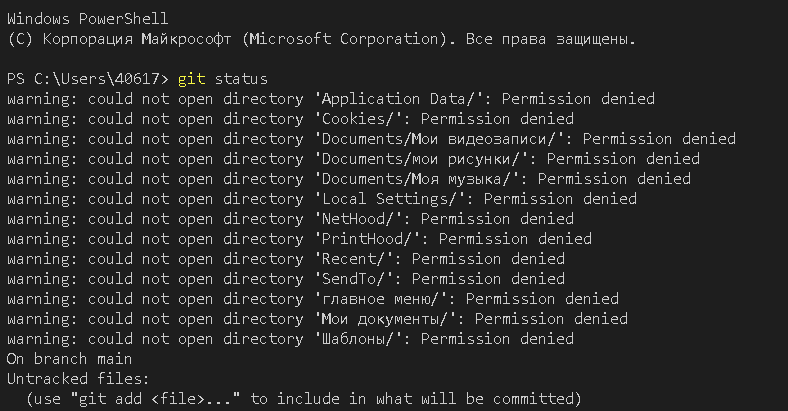 Windows PowerShell
(C) Корпорация Майкрософт (Microsoft Corporation). Все права защищены.
PS C:\Users\40617> git status
warning: could not open directory 'Application Data/': Permission denied
warning: could not open directory 'Cookies/': Permission denied
warning: could not open directory 'Documents/Мои видеозаписи/': Permission denied
warning: could not open directory 'Documents/мои рисунки/': Permission denied
warning: could not open directory 'Documents/Моя музыка/': Permission denied
warning: could not open directory 'Local Settings/': Permission denied
warning: could not open directory 'NetHood/': Permission denied
warning: could not open directory 'PrintHood/': Permission denied
warning: could not open directory 'Recent/': Permission denied
warning: could not open directory 'SendTo/': Permission denied
warning: could not open directory 'главное меню/': Permission denied
warning: could not open directory 'Мои документы/': Permission denied
warning: could not open directory 'Шаблоны/': Permission denied
On branch main
Untracked files:
  (use "git add <file>..." to include in what will be committed)